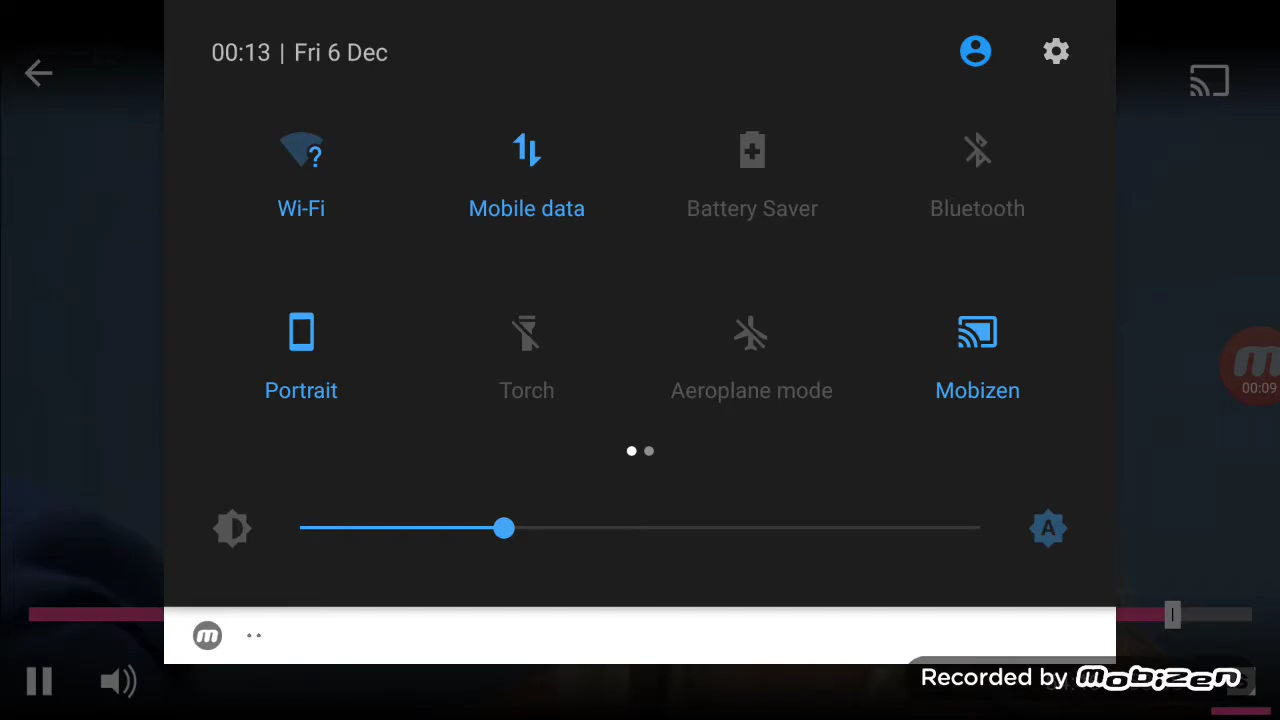 00:13 | Fri 6 Dec
?
Wi-Fi
Mobile data
Battery Saver
Bluetooth
Portrait
Torch
Aeroplane mode
Mobizen
00:09
A
Recorded by mobizen